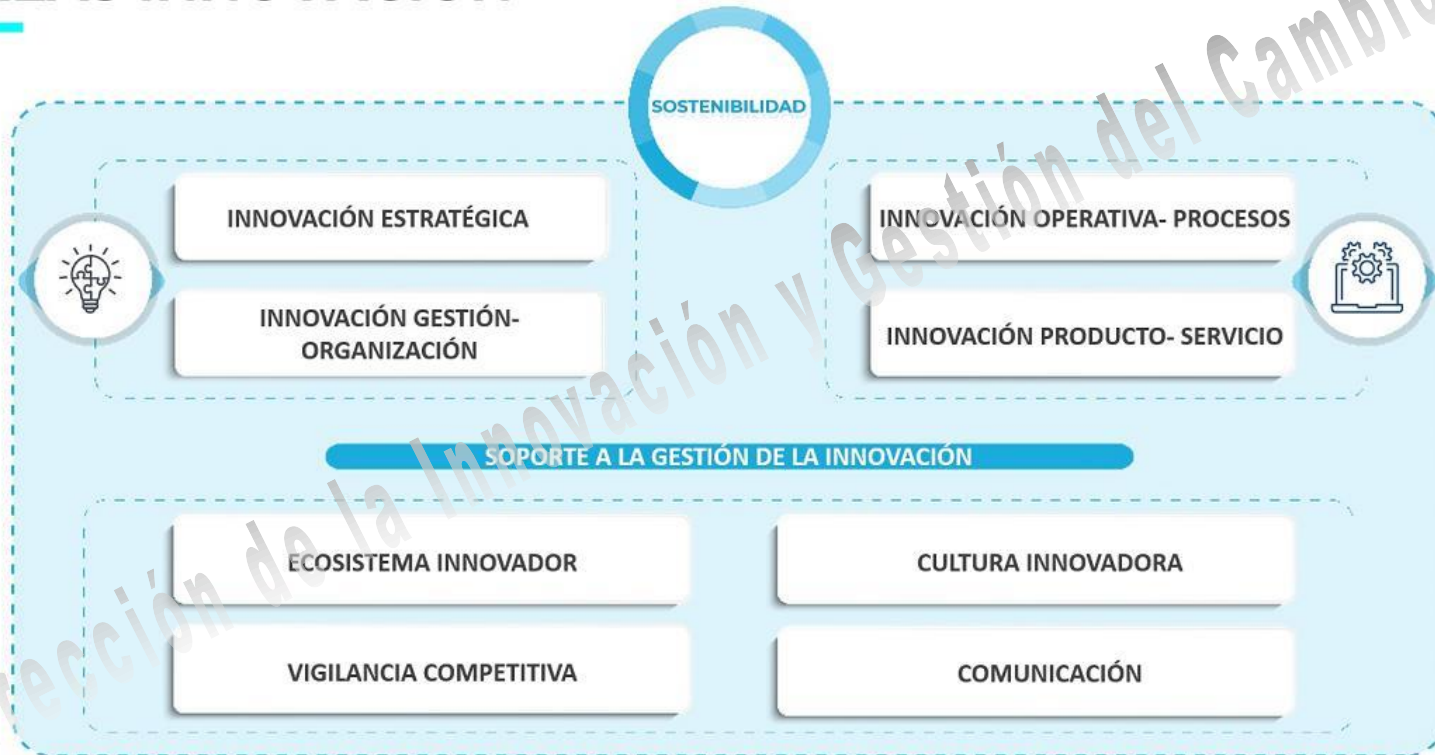 SOSTENIBILIDAD
INNOVACIÓN ESTRATÉGICA
INNOVACIÓN GESTIÓN-
ORGANIZACIÓN
INNOVACIÓN OPERATIVA- PROCESOS
INNOVACIÓN PRODUCTO- SERVICIO
SOPORTE A LA GESTIÓN DE LA INNOVACIÓN
ECOSISTEMA INNOVADOR
CULTURA INNOVADORA
VIGILANCIA COMPETITIVA
COMUNICACIÓN
de la Innovación y Gestión del